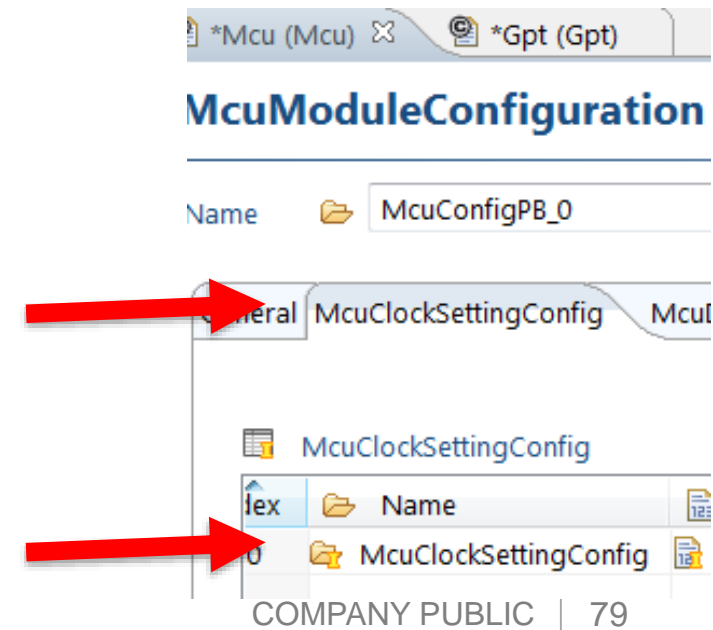 *Mcu (Mcu) *Gpt (Gpt)
McuModuleConfiguration
Name McuConfigPB_0
McuClockSettingConfig
McuClockSettingConfig
Name
0 McuClockSettingConfig
COMPANY PUBLIC | 79